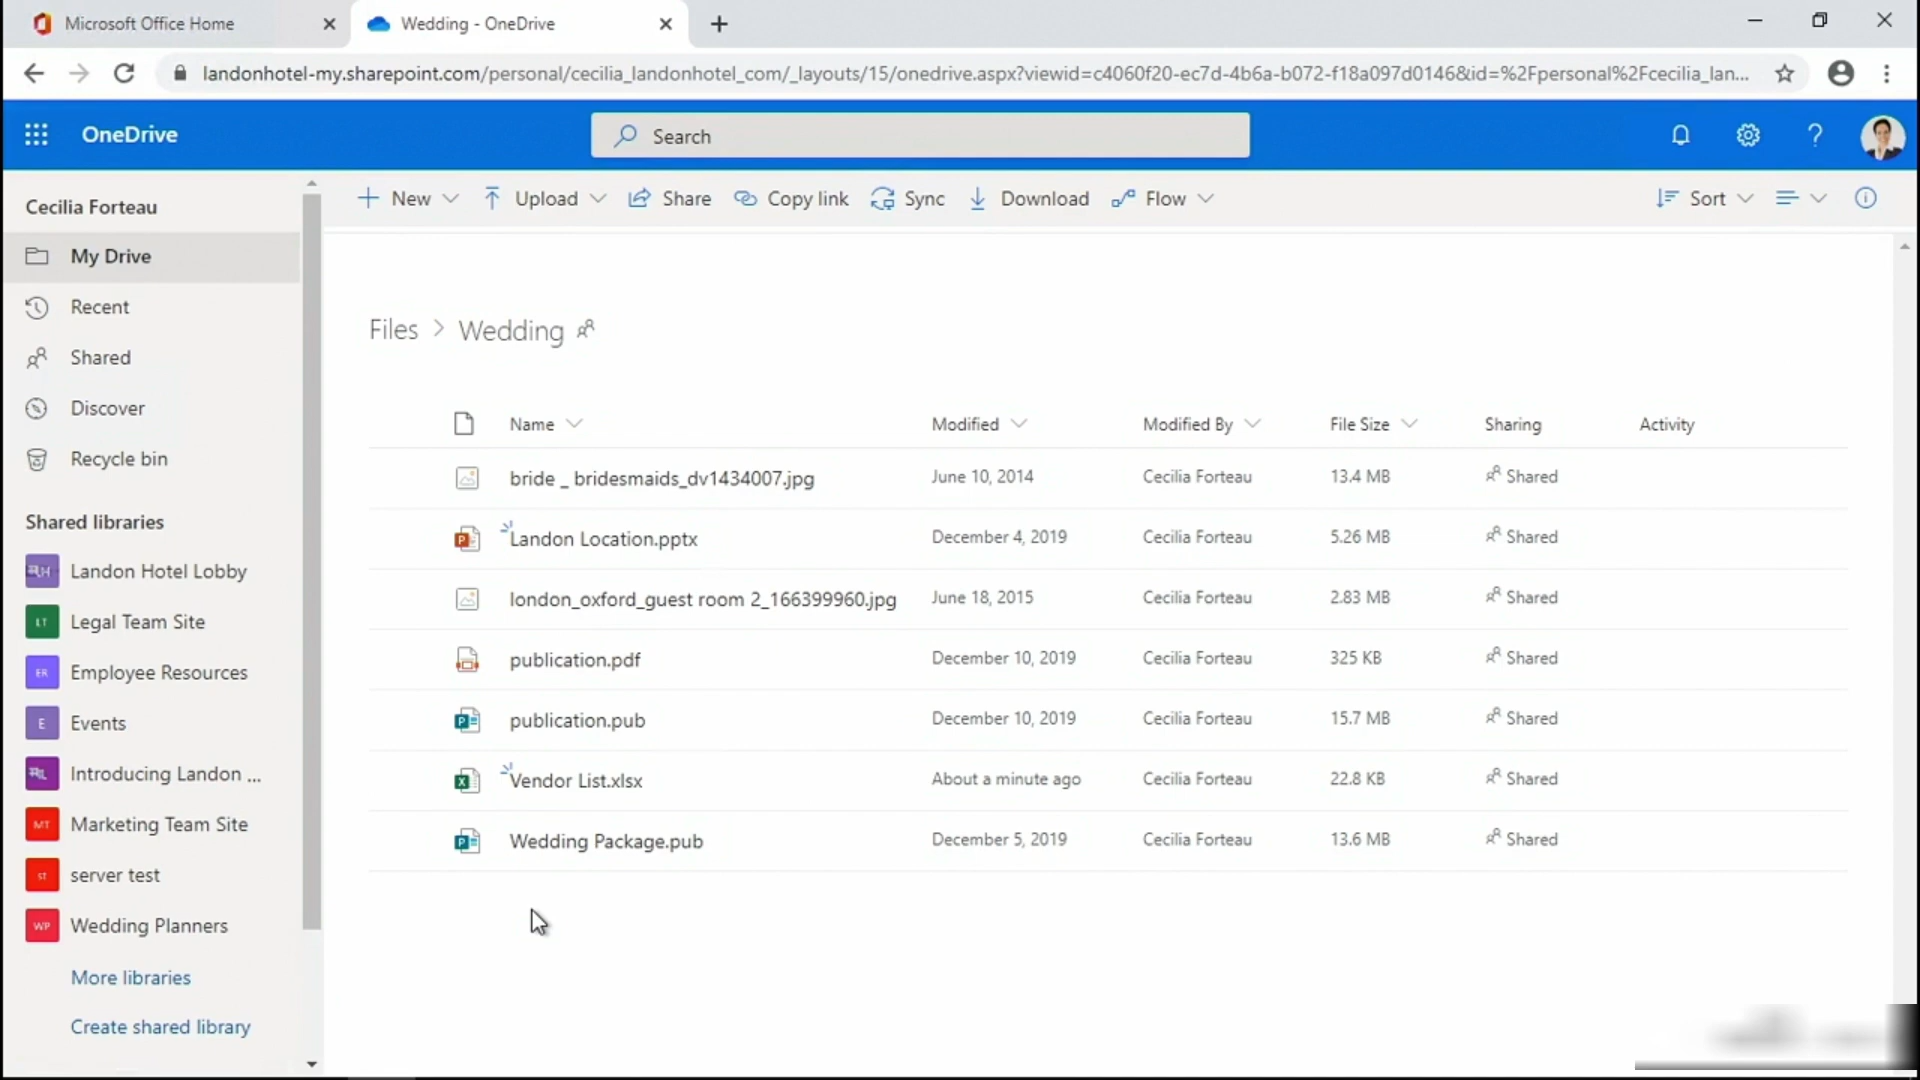 Microsoft Office Home
Wedding - OneDrive
landonhotel-my.sharepoint.com/personal/cecilia_landonhotel_com/_layouts/15/onedrive.aspx?viewid=c4060f20-ec7d-4b6a-b072-f18a097d0146&id=%2Fpersonal%2Fcecilia_lan...
OneDrive
Search
New
Upload
Share
Copy link
Sync
Download
Flow
Sort
Cecilia Forteau
My Drive
Recent
Shared
Discover
Recycle bin
Shared libraries
Landon Hotel Lobby
LT Legal Team Site
ER Employee Resources
E Events
Introducing Landon ...
MT Marketing Team Site
st server test
WP Wedding Planners
More libraries
Create shared library
Files > Wedding
Name Modified Modified By File Size Sharing Activity
bride _ bridesmaids_dv1434007.jpg June 10, 2014 Cecilia Forteau 13.4 MB Shared
Landon Location.pptx December 4, 2019 Cecilia Forteau 5.26 MB Shared
london_oxford_guest room 2_166399960.jpg June 18, 2015 Cecilia Forteau 2.83 MB Shared
publication.pdf December 10, 2019 Cecilia Forteau 325 KB Shared
publication.pub December 10, 2019 Cecilia Forteau 15.7 MB Shared
Vendor List.xlsx About a minute ago Cecilia Forteau 22.8 KB Shared
Wedding Package.pub December 5, 2019 Cecilia Forteau 13.6 MB Shared